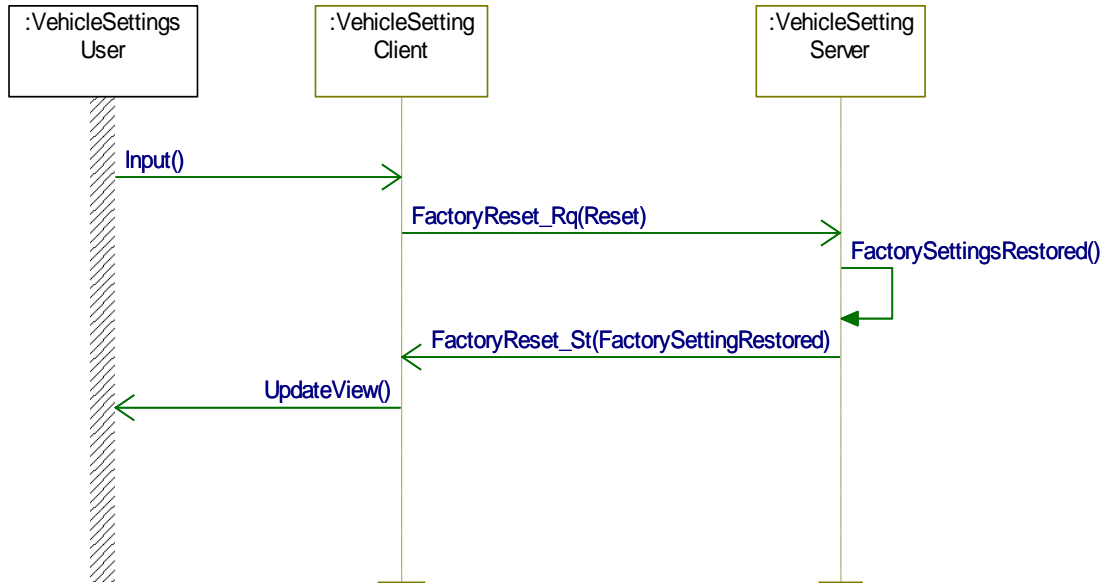 :VehicleSettings
User
:VehicleSetting
Client
:VehicleSetting
Server
Input()
FactoryReset_Rq(Reset)
FactorySettingsRestored()
FactoryReset_St(FactorySettingRestored)
UpdateView()